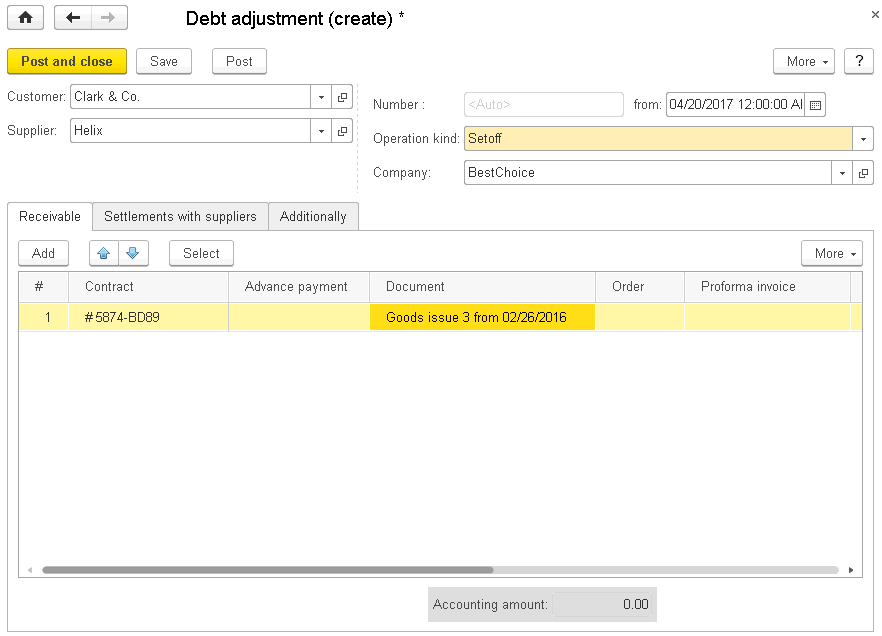 Debt adjustment (create) *
Post and close Save Post More ?
Customer: Clark & Co.
Number : <Auto> from: 04/20/2017 12:00:00 AM
Supplier: Helix
Operation kind: Setoff
Company: BestChoice
Receivable Settlements with suppliers Additionally
Add Select More
# Contract Advance payment Document Order Proforma invoice
1 #5874-BD89 Goods issue 3 from 02/26/2016
Accounting amount: 0.00